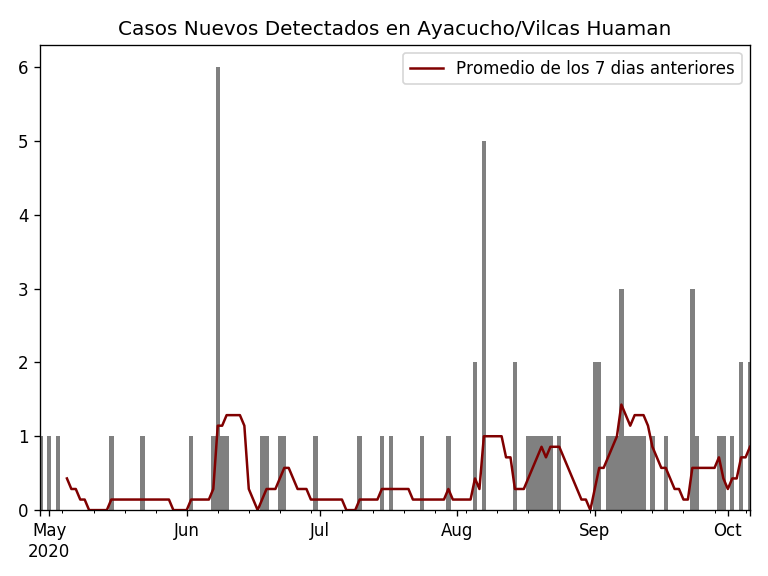 Casos Nuevos Detectados en Ayacucho/Vilcas Huaman
Promedio de los 7 dias anteriores
6
5
4
3
2
1
0
May Jun Jul Aug Sep Oct
2020